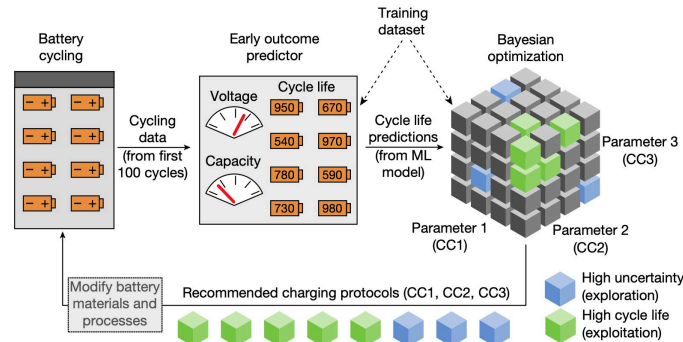 Battery
cycling
Early outcome
predictor
Training
dataset
Bayesian
optimization
- + - +
- + - +
- + - +
- + - +
Cycling
data
(from first
100 cycles)
Voltage
Capacity
Cycle life
950 670
540 970
780 590
730 980
Cycle life
predictions
(from ML
model)
Parameter 3
(CC3)
Parameter 1
(CC1)
Parameter 2
(CC2)
Modify battery
materials and
processes
Recommended charging protocols (CC1, CC2, CC3)
High uncertainty
(exploration)
High cycle life
(exploitation)